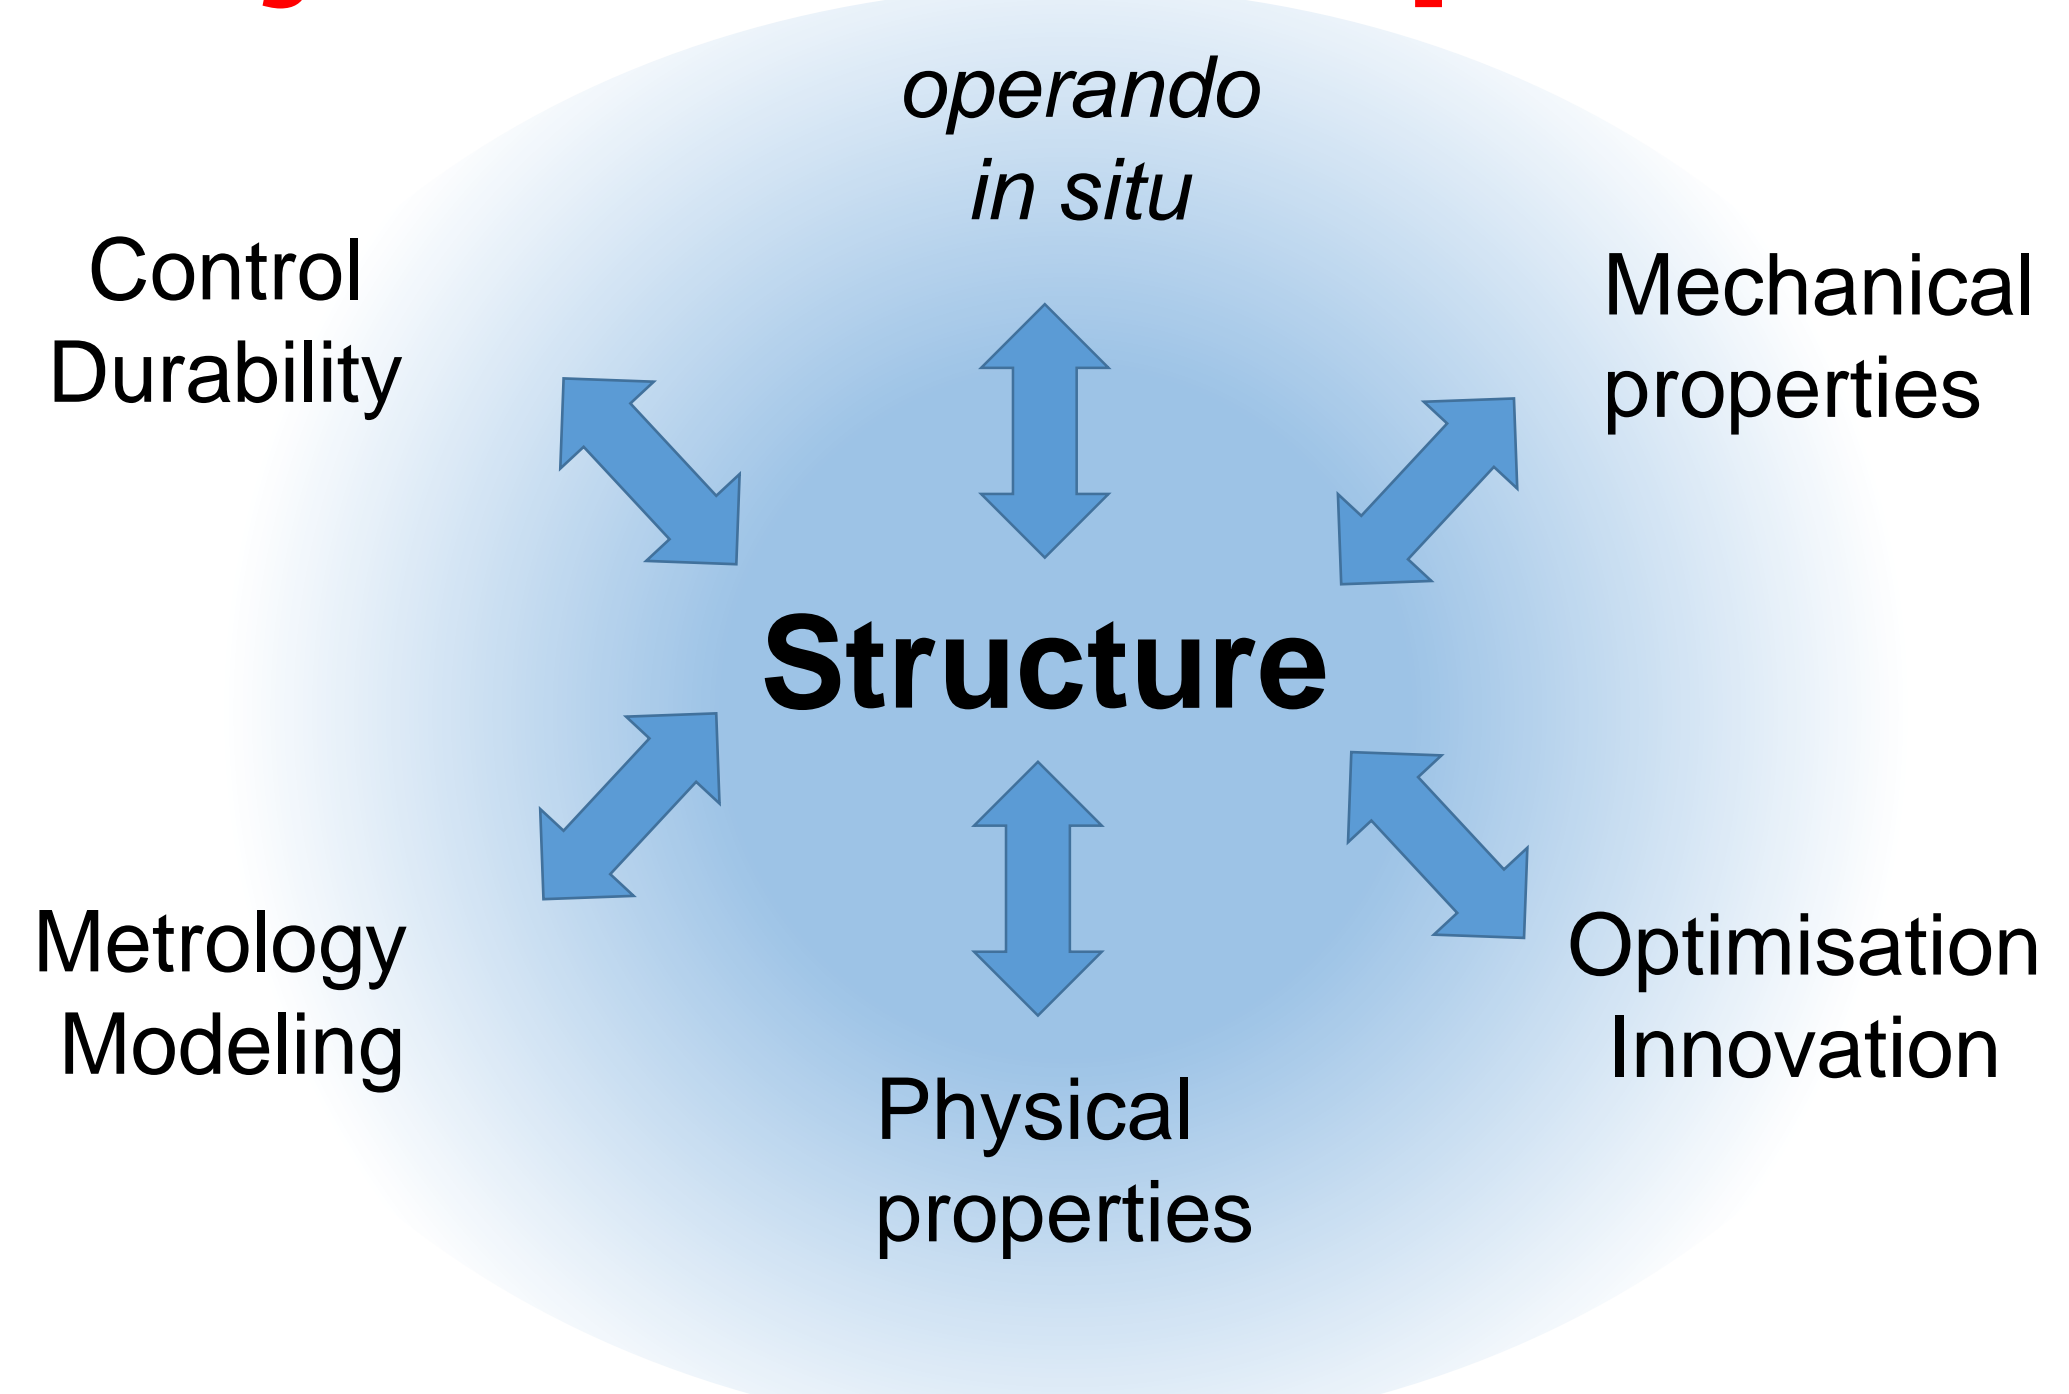 operando
in situ
Control
Durability
Mechanical
properties
Structure
Metrology
Modeling
Optimisation
Innovation
Physical
properties